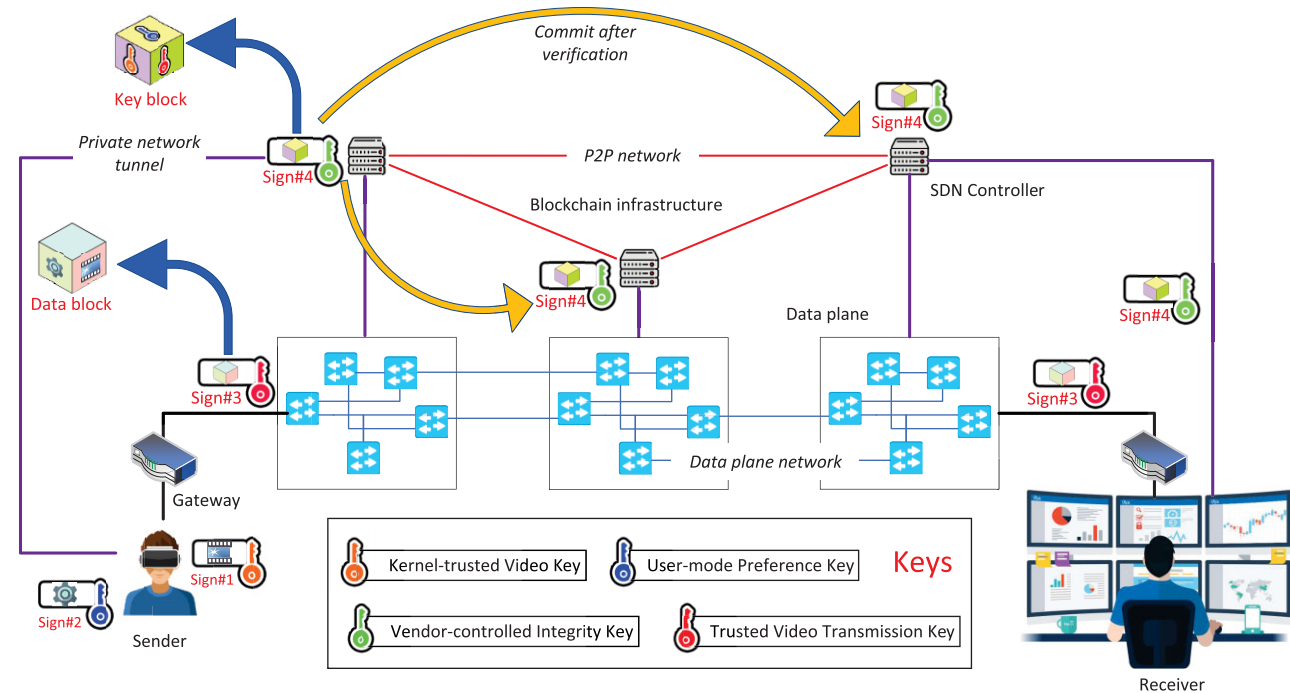 Commit after
verification
Key block
Sign#4
Private network
tunnel
Sign#4
P2P network
SDN Controller
Blockchain infrastructure
Data block
Sign#4
Sign#4
Data plane
Sign#3
Sign#3
Data plane network
Gateway
Keys
Kernel-trusted Video Key
User-mode Preference Key
Sign#1
Sign#2
Vendor-controlled Integrity Key
Trusted Video Transmission Key
Sender
Receiver